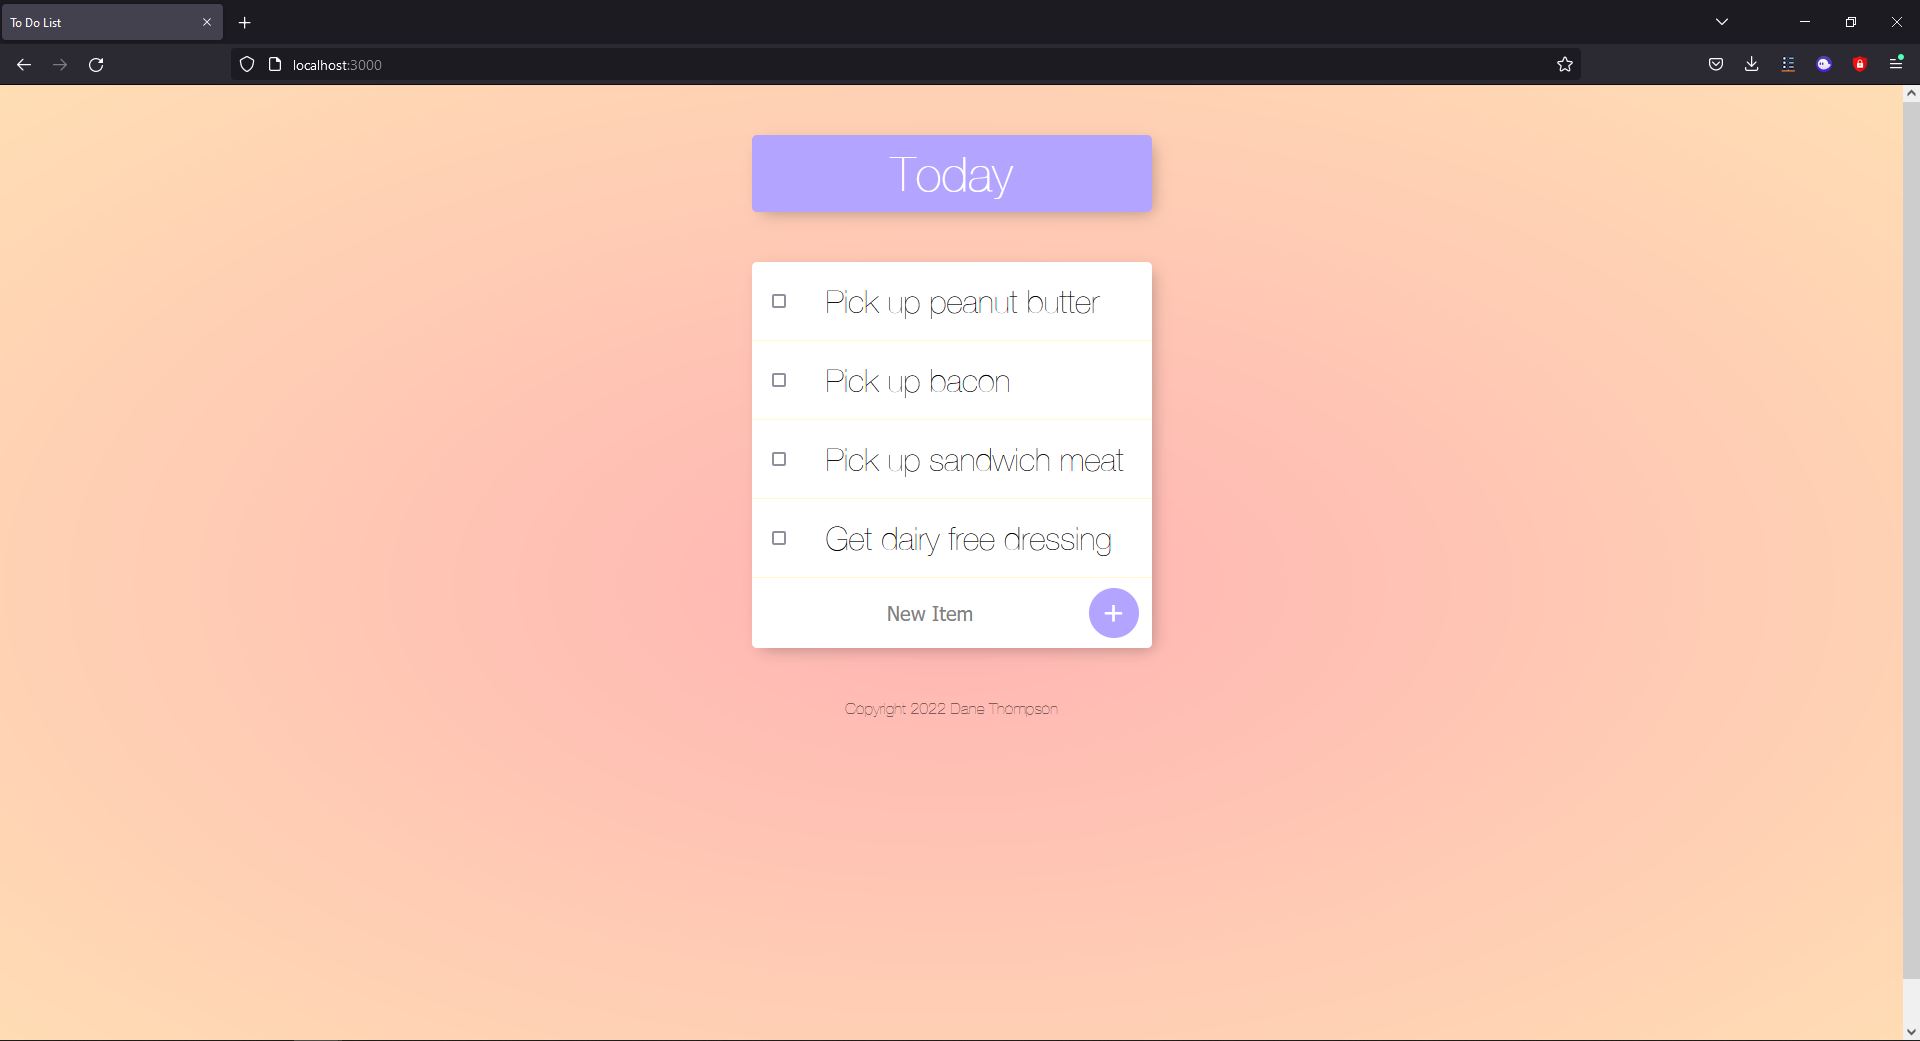 To Do List
localhost:3000
Today
Pick up peanut butter
Pick up bacon
Pick up sandwich meat
Get dairy free dressing
New Item
+
Copyright 2022 Dane Thompson